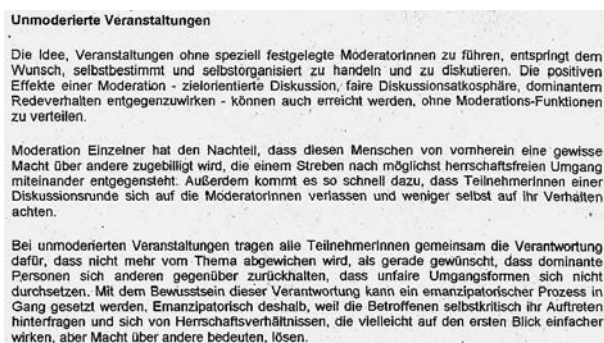 Unmoderierte Veranstaltungen
Die Idee, Veranstaltungen ohne speziell festgelegte ModeratorInnen zu führen, entspringt dem
Wunsch, selbstbestimmt und selbstorganisiert zu handeln und zu diskutieren. Die positiven
Effekte einer Moderation - zielorientierte Diskussion, faire Diskussionsatkosphäre, dominantem
Redeverhalten entgegenzuwirken - können auch erreicht werden, ohne Moderations-Funktionen
zu verteilen.
Moderation Einzelner hat den Nachteil, dass diesen Menschen von vornherein eine gewisse
Macht über andere zugebilligt wird, die einem Streben nach möglichst herrschaftsfreien Umgang
miteinander entgegensteht. Außerdem kommt es so schnell dazu, dass TeilnehmerInnen einer
Diskussionsrunde sich auf die ModeratorInnen verlassen und weniger selbst auf ihr Verhalten
achten.
Bei unmoderierten Veranstaltungen tragen alle TeilnehmerInnen gemeinsam die Verantwortung
dafür, dass nicht mehr vom Thema abgewichen wird, als gerade gewünscht, dass dominante
Personen sich anderen gegenüber zurückhalten, dass unfaire Umgangsformen sich nicht
durchsetzen. Mit dem Bewusstsein dieser Verantwortung kann ein emanzipatorischer Prozess in
Gang gesetzt werden. Emanzipatorisch deshalb, weil die Betroffenen selbstkritisch ihr Auftreten
hinterfragen und sich von Herrschaftsverhältnissen, die vielleicht auf den ersten Blick einfacher
wirken, aber Macht über andere bedeuten, lösen.